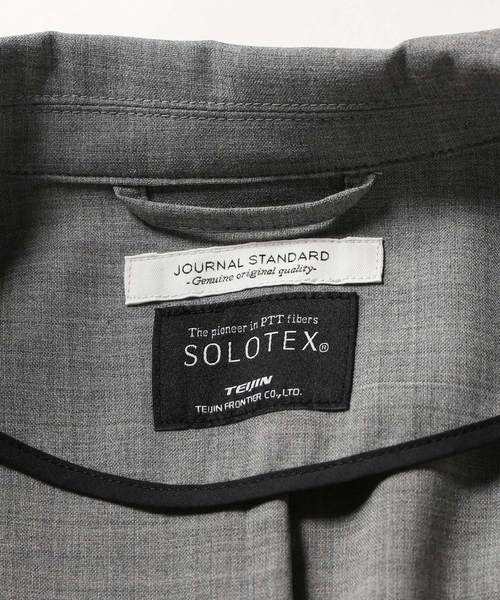 JOURNAL STANDARD
-Genuine original quality-
The pioneer in PTT fibers
SOLOTEX®
TEIJIN
TEIJIN FRONTIER CO.,LTD.